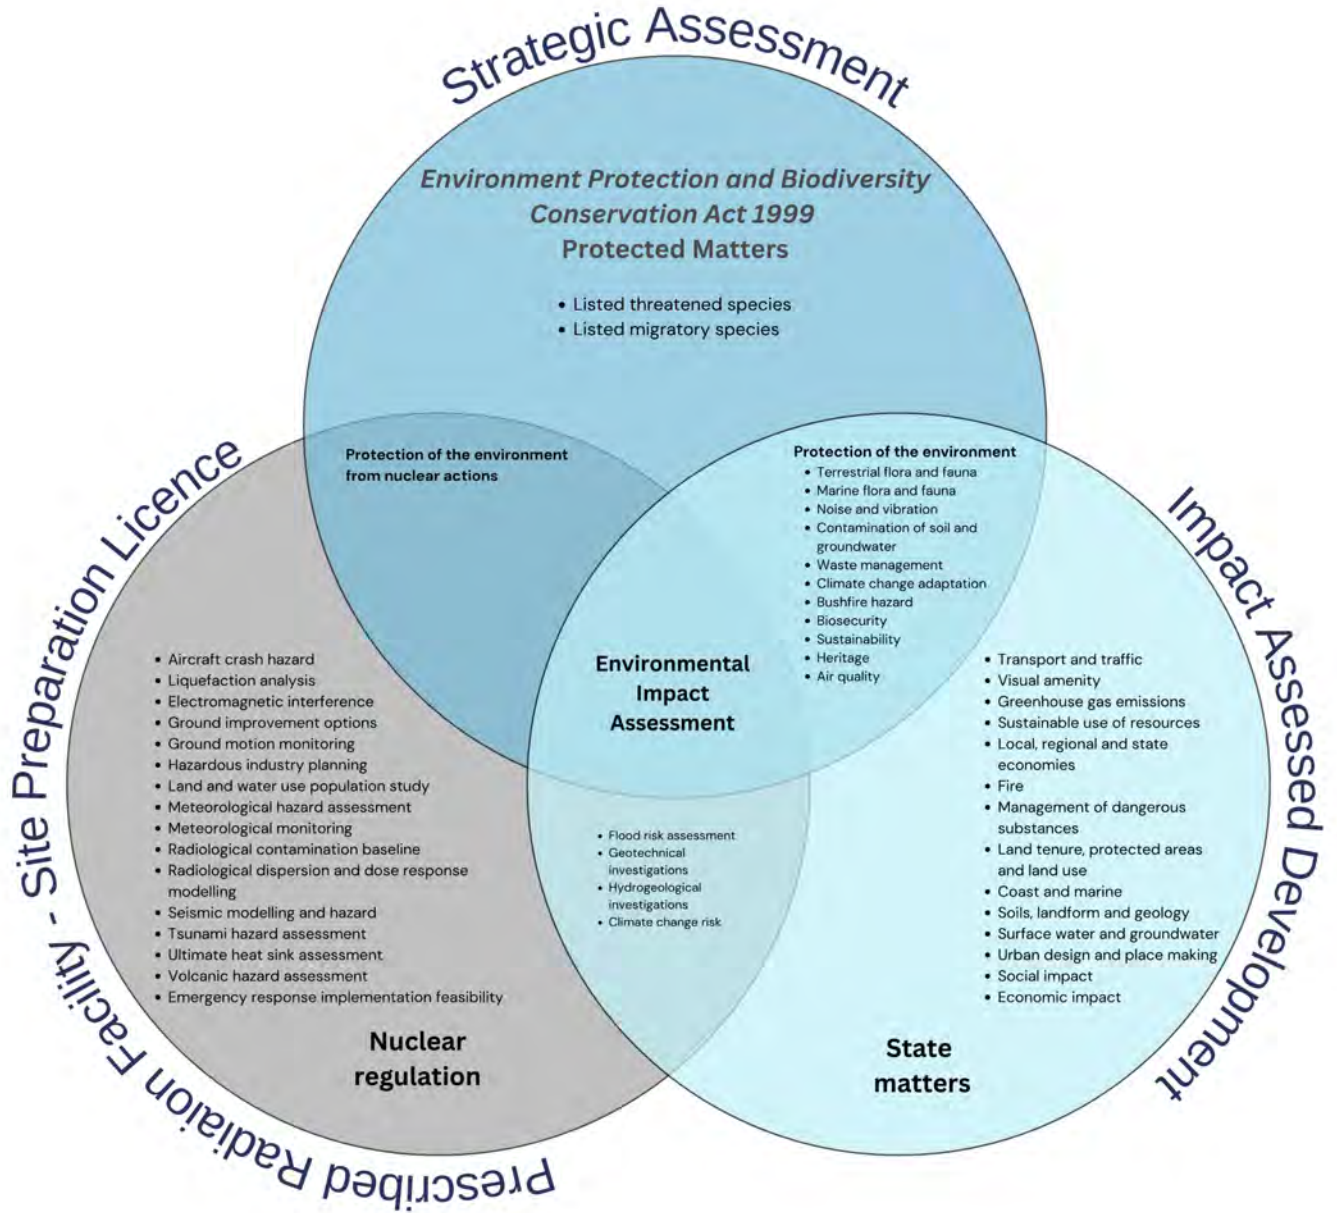 Strategic Assessment
Environment Protection and Biodiversity
Conservation Act 1999
Protected Matters
• Listed threatened species
• Listed migratory species
Protection of the environment
from nuclear actions
Protection of the environment
• Terrestrial flora and fauna
• Marine flora and fauna
• Noise and vibration
• Contamination of soil and
groundwater
• Waste management
• Climate change adaptation
• Bushfire hazard
• Biosecurity
• Sustainability
• Heritage
• Air quality
Environmental
Impact
Assessment
Prescribed Radiaion Facility - Site Preparation Licence
• Aircraft crash hazard
• Liquefaction analysis
• Electromagnetic interference
• Ground improvement options
• Ground motion monitoring
• Hazardous industry planning
• Land and water use population study
• Meteorological hazard assessment
• Meteorological monitoring
• Radiological contamination baseline
• Radiological dispersion and dose response
modelling
• Seismic modelling and hazard
• Tsunami hazard assessment
• Ultimate heat sink assessment
• Volcanic hazard assessment
• Emergency response implementation feasibility
Nuclear
regulation
• Flood risk assessment
• Geotechnical
investigations
• Hydrogeological
investigations
• Climate change risk
Impact Assessed Development
• Transport and traffic
• Visual amenity
• Greenhouse gas emissions
• Sustainable use of resources
• Local, regional and state
economies
• Fire
• Management of dangerous
substances
• Land tenure, protected areas
and land use
• Coast and marine
• Soils, landform and geology
• Surface water and groundwater
• Urban design and place making
• Social impact
• Economic impact
State
matters